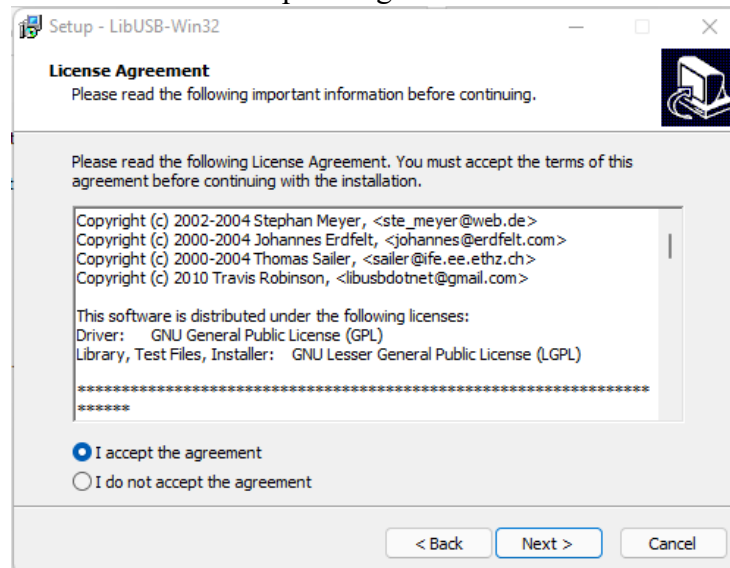 Setup - LibUSB-Win32
License Agreement
Please read the following important information before continuing.
Please read the following License Agreement. You must accept the terms of this
agreement before continuing with the installation.
Copyright (c) 2002-2004 Stephan Meyer, <ste_meyer@web.de>
Copyright (c) 2000-2004 Johannes Erdfelt, <johannes@erdfelt.com>
Copyright (c) 2000-2004 Thomas Sailer, <sailer@ife.ee.ethz.ch>
Copyright (c) 2010 Travis Robinson, <libusbdotnet@gmail.com>
This software is distributed under the following licenses:
Driver: GNU General Public License (GPL)
Library, Test Files, Installer: GNU Lesser General Public License (LGPL)
*****************************************************************
******
I accept the agreement
I do not accept the agreement
< Back Next > Cancel